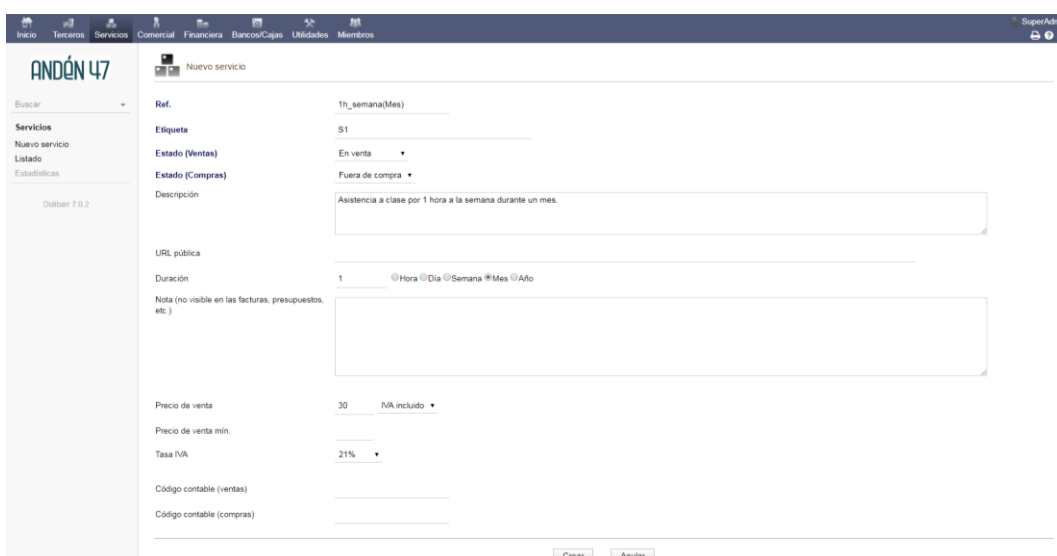 Inicio Terceros Servicios Comercial Financiera Bancos/Cajas Utilidades Miembros SuperAdm
ANDÉN 47
Nuevo servicio
Buscar
Servicios
Nuevo servicio
Listado
Estadísticas
Dolibarr 7.0.2
Ref. 1h_semana(Mes)
Etiqueta S1
Estado (Ventas) En venta
Estado (Compras) Fuera de compra
Descripción Asistencia a clase por 1 hora a la semana durante un mes.
URL pública
Duración 1 Hora Día Semana Mes Año
Nota (no visible en las facturas, presupuestos,
etc.)
Precio de venta 30 IVA incluido
Precio de venta mín.
Tasa IVA 21%
Código contable (ventas)
Código contable (compras)
Crear Anular